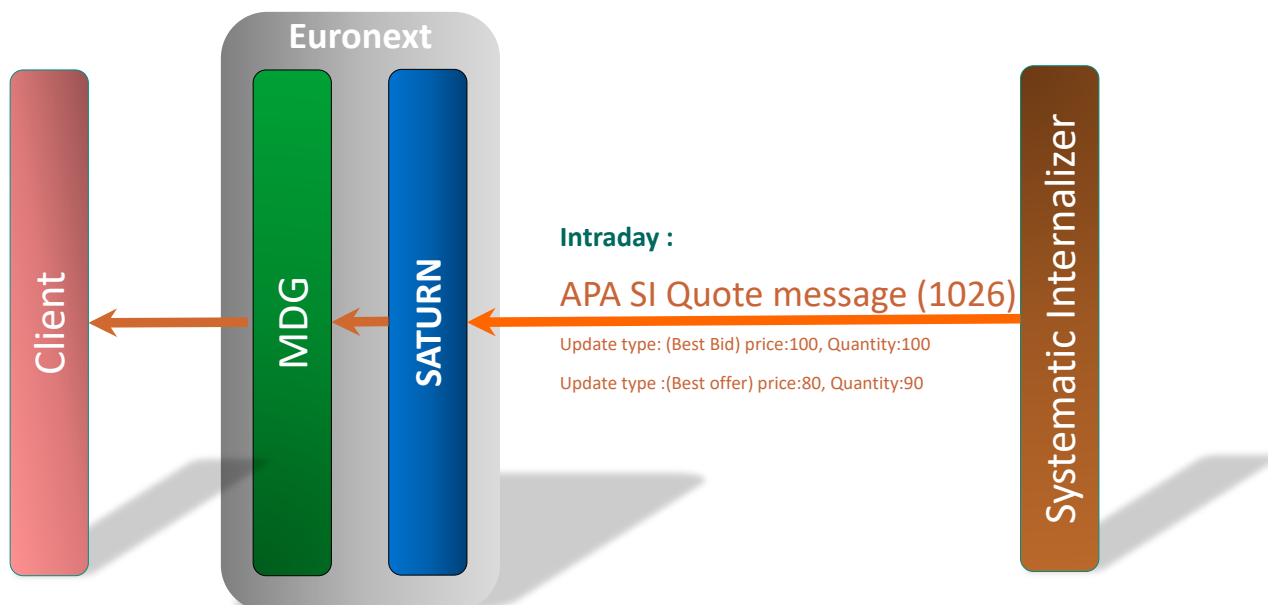 Euronext
Client
MDG
SATURN
Intraday :
APA SI Quote message (1026)
Update type: (Best Bid) price:100, Quantity:100
Update type :(Best offer) price:80, Quantity:90
Systematic Internalizer